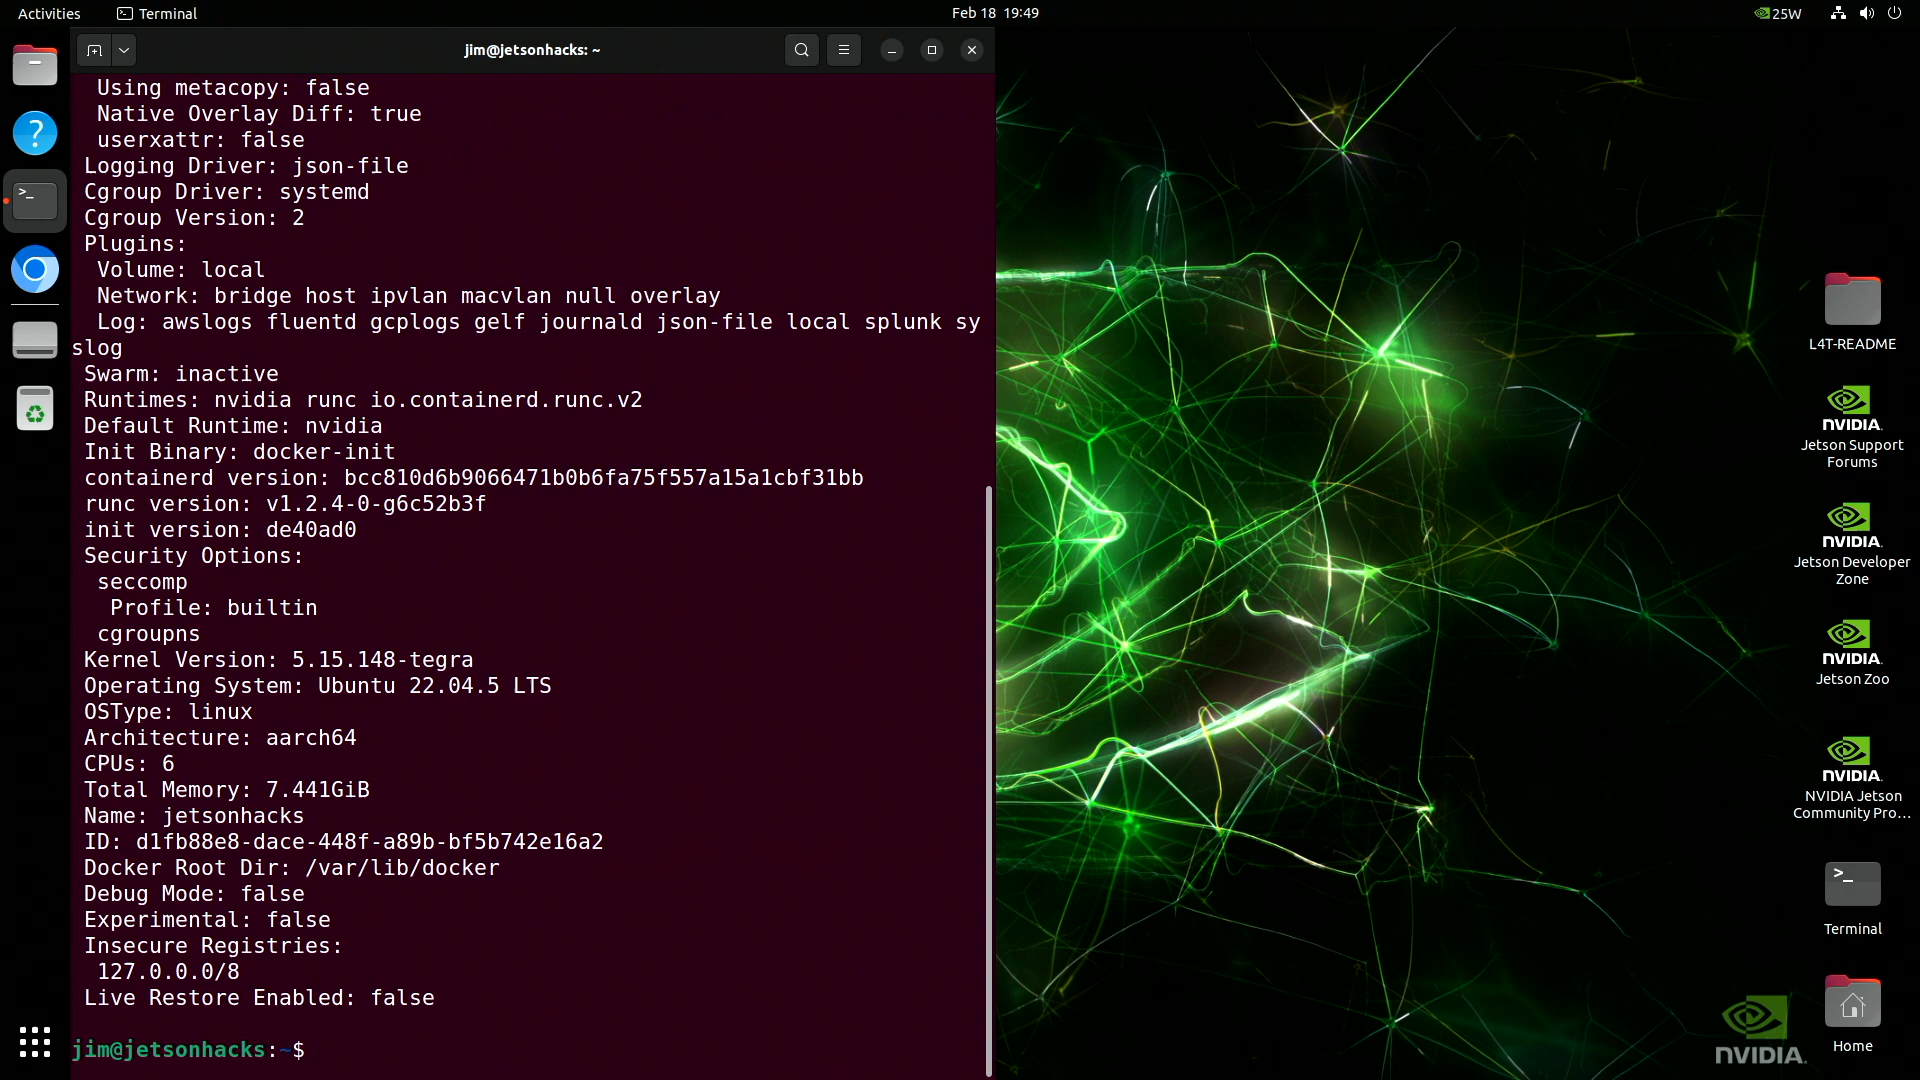 Activities
Terminal
Feb 18 19:49
25W
jim@jetsonhacks: ~
Using metacopy: false
Native Overlay Diff: true
userxattr: false
Logging Driver: json-file
Cgroup Driver: systemd
Cgroup Version: 2
Plugins:
Volume: local
Network: bridge host ipvlan macvlan null overlay
Log: awslogs fluentd gcplogs gelf journald json-file local splunk sy
slog
Swarm: inactive
Runtimes: nvidia runc io.containerd.runc.v2
Default Runtime: nvidia
Init Binary: docker-init
containerd version: bcc810d6b9066471b0b6fa75f557a15a1cbf31bb
runc version: v1.2.4-0-g6c52b3f
init version: de40ad0
Security Options:
seccomp
Profile: builtin
cgroupns
Kernel Version: 5.15.148-tegra
Operating System: Ubuntu 22.04.5 LTS
OSType: linux
Architecture: aarch64
CPUs: 6
Total Memory: 7.441GiB
Name: jetsonhacks
ID: d1fb88e8-dace-448f-a89b-bf5b742e16a2
Docker Root Dir: /var/lib/docker
Debug Mode: false
Experimental: false
Insecure Registries:
127.0.0.0/8
Live Restore Enabled: false
jim@jetsonhacks:~$
L4T-README
NVIDIA.
Jetson Support
Forums
NVIDIA.
Jetson Developer
Zone
NVIDIA.
Jetson Zoo
NVIDIA.
NVIDIA Jetson
Community Pro...
>_
Terminal
Home
NVIDIA.